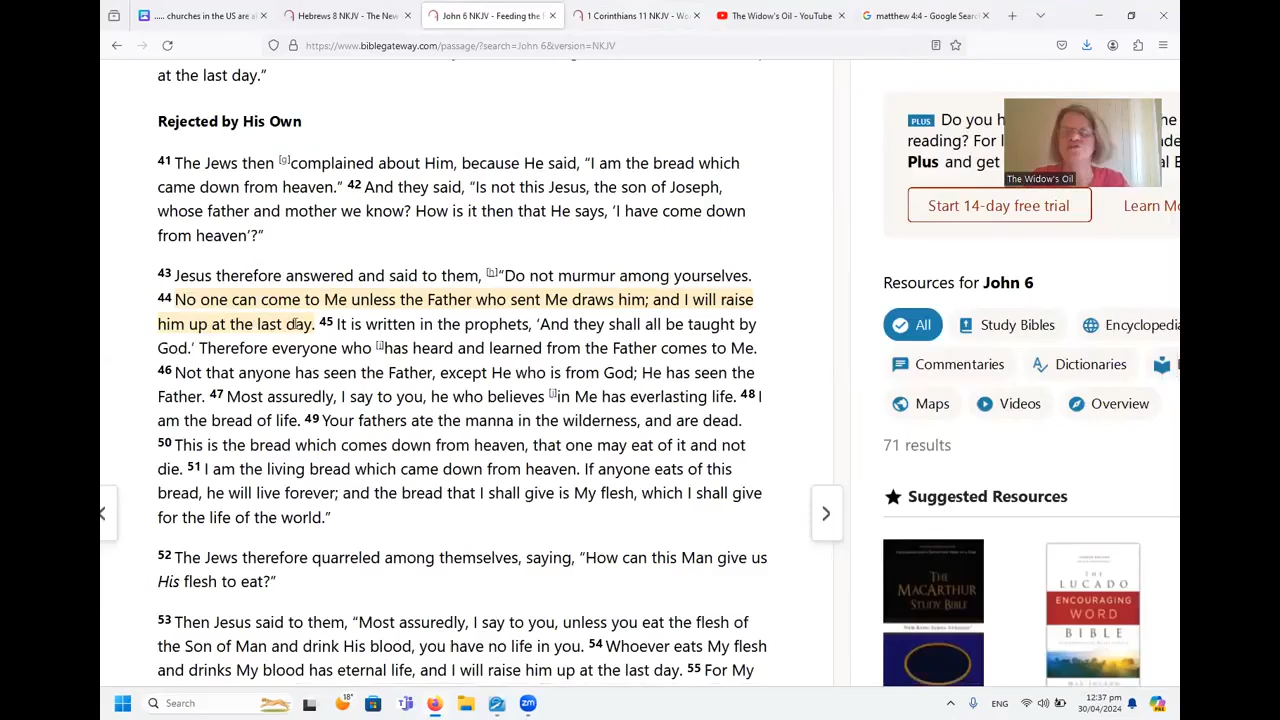 ..... churches in the US are al
Hebrews 8 NKJV - The New
John 6 NKJV - Feeding the
1 Corinthians 11 NKJV - Wo
The Widow's Oil - YouTube
matthew 4:4 - Google Search
https://www.biblegateway.com/passage/?search=John 6&version=NKJV
at the last day.”
Rejected by His Own
41 The Jews then [g]complained about Him, because He said, “I am the bread which
came down from heaven.” 42 And they said, “Is not this Jesus, the son of Joseph,
whose father and mother we know? How is it then that He says, ‘I have come down
from heaven’?”
43 Jesus therefore answered and said to them, [h]“Do not murmur among yourselves.
44 No one can come to Me unless the Father who sent Me draws him; and I will raise
him up at the last day. 45 It is written in the prophets, ‘And they shall all be taught by
God.’ Therefore everyone who [i]has heard and learned from the Father comes to Me.
46 Not that anyone has seen the Father, except He who is from God; He has seen the
Father. 47 Most assuredly, I say to you, he who believes [j]in Me has everlasting life. 48 I
am the bread of life. 49 Your fathers ate the manna in the wilderness, and are dead.
50 This is the bread which comes down from heaven, that one may eat of it and not
die. 51 I am the living bread which came down from heaven. If anyone eats of this
bread, he will live forever; and the bread that I shall give is My flesh, which I shall give
for the life of the world.”
52 The Jews therefore quarreled among themselves, saying, “How can this Man give us
His flesh to eat?”
53 Then Jesus said to them, “Most assuredly, I say to you, unless you eat the flesh of
the Son of Man and drink His blood, you have no life in you. 54 Whoever eats My flesh
and drinks My blood has eternal life, and I will raise him up at the last day. 55 For My
PLUS Do you h
reading? For l
Plus and get
The Widow's Oil
Start 14-day free trial
Learn Mo
Resources for John 6
All
Study Bibles
Encyclopedi
Commentaries
Dictionaries
Maps
Videos
Overview
71 results
Suggested Resources
THE
MACARTHUR
STUDY BIBLE
THE
LUCADO
ENCOURAGING
WORD
BIBLE
Search
ENG
12:37 pm
30/04/2024